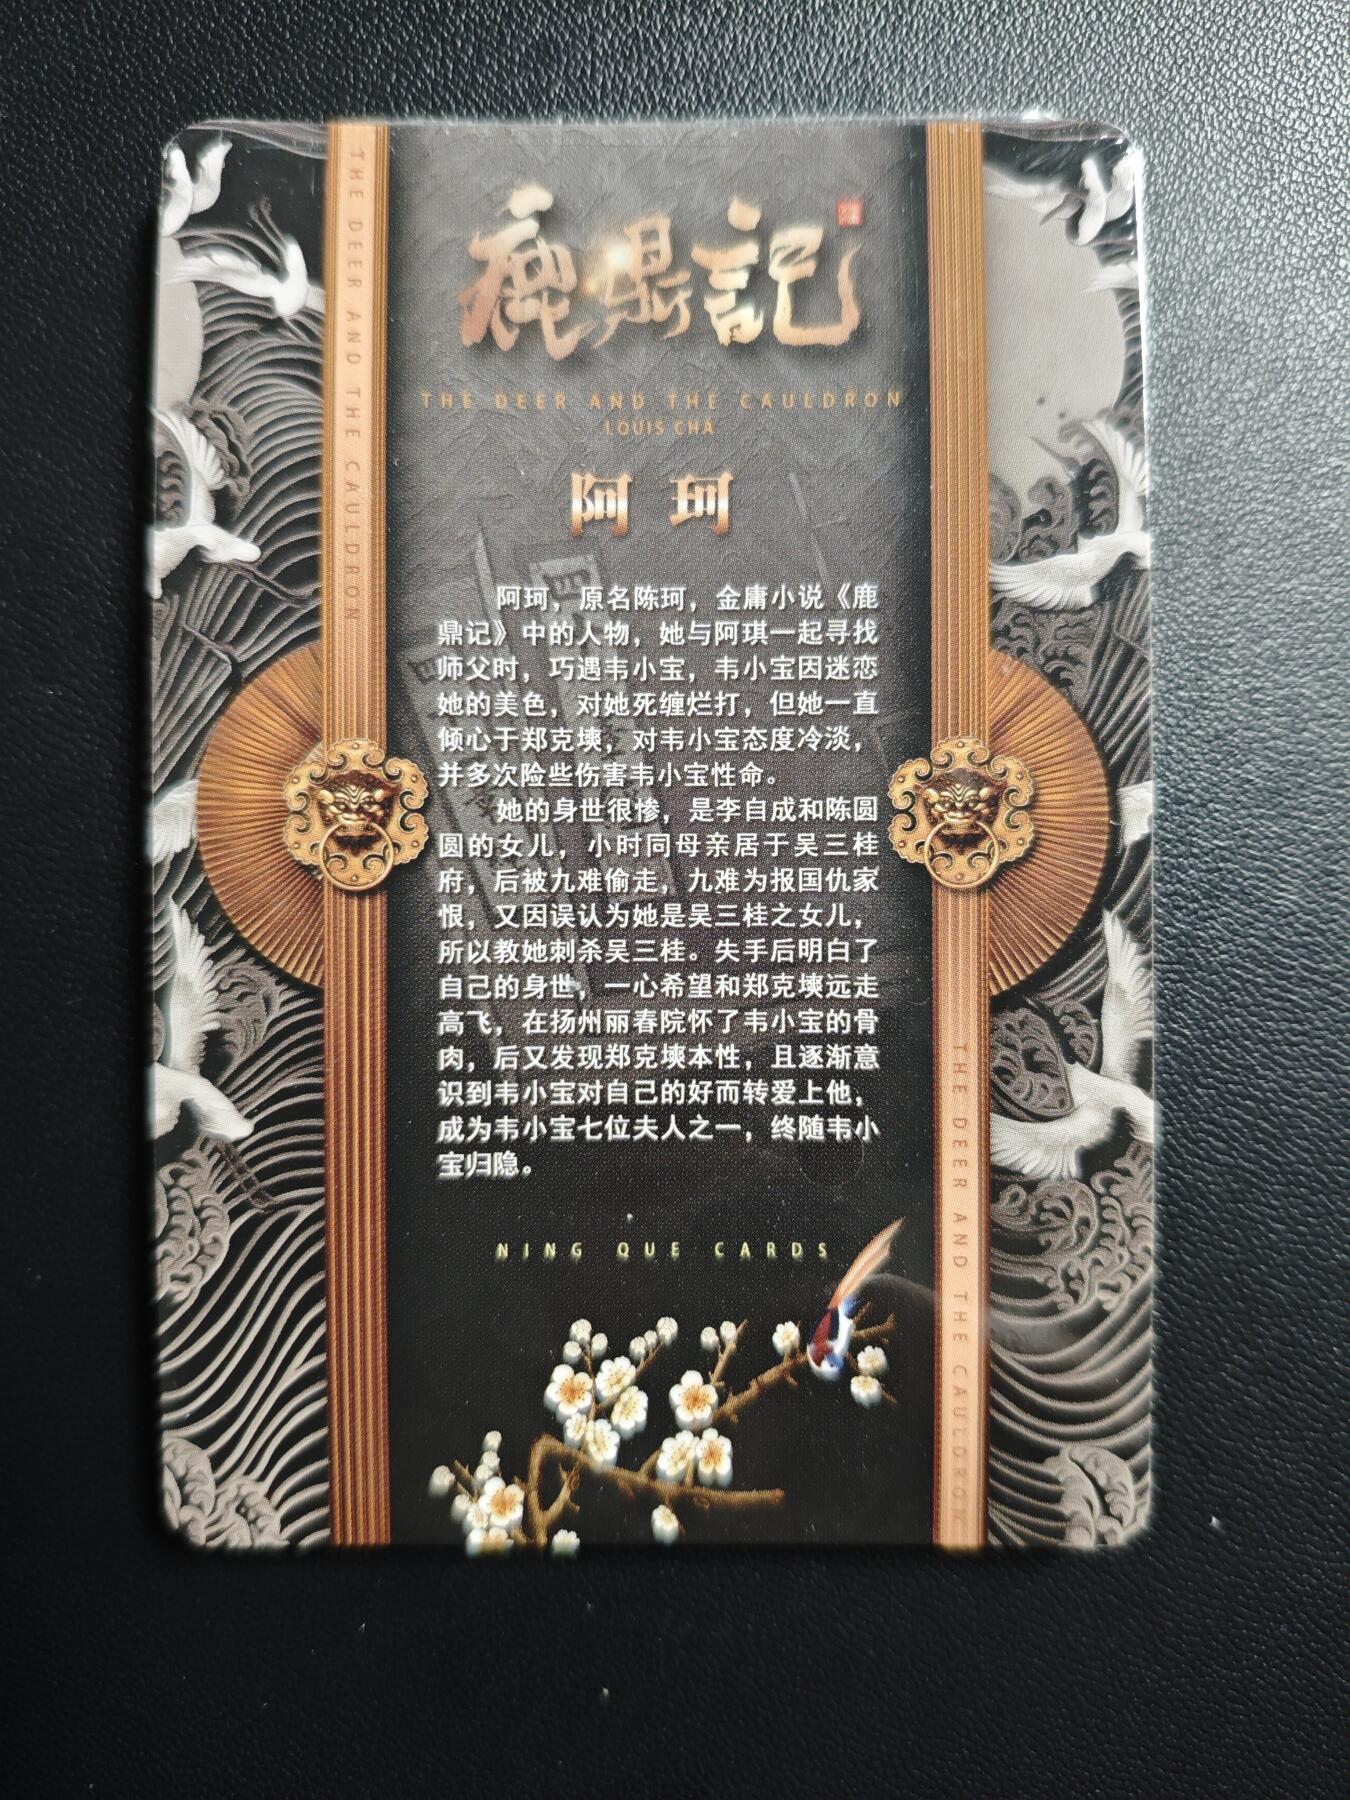 鹿鼎記
THE DEER AND THE CAULDRON
LOUIS CHA
阿珂
阿珂，原名陈珂，金庸小说《鹿
鼎记》中的人物，她与阿琪一起寻找
师父时，巧遇韦小宝，韦小宝因迷恋
她的美色，对她死缠烂打，但她一直
倾心于郑克塽，对韦小宝态度冷淡，
并多次险些伤害韦小宝性命。
她的身世很惨，是李自成和陈圆
圆的女儿，小时同母亲居于吴三桂
府，后被九难偷走，九难为报国仇家
恨，又因误认为她是吴三桂之女儿，
所以教她刺杀吴三桂。失手后明白了
自己的身世，一心希望和郑克塽远走
高飞，在扬州丽春院怀了韦小宝的骨
肉，后又发现郑克塽本性，且逐渐意
识到韦小宝对自己的好而转爱上他，
成为韦小宝七位夫人之一，终随韦小
宝归隐。
NING QUE CARDS
THE DEER AND THE CAULDRON
THE DEER AND THE CAULDRON